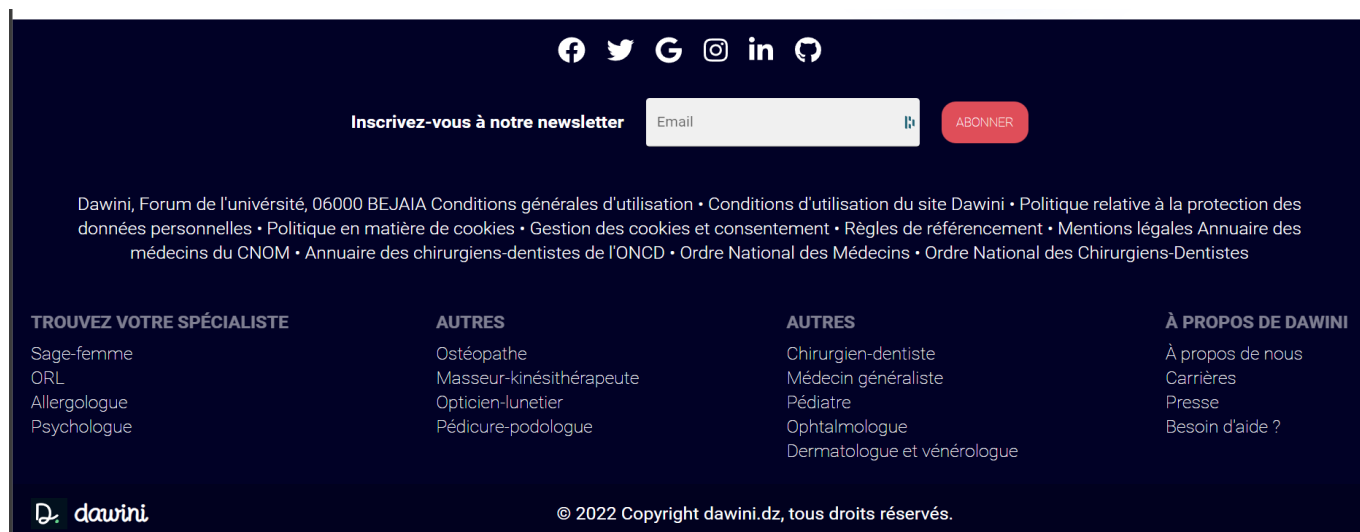 Inscrivez-vous à notre newsletter Email ABONNER
Dawini, Forum de l'univérsité, 06000 BEJAIA Conditions générales d'utilisation • Conditions d'utilisation du site Dawini • Politique relative à la protection des
données personnelles • Politique en matière de cookies • Gestion des cookies et consentement • Règles de référencement • Mentions légales Annuaire des
médecins du CNOM • Annuaire des chirurgiens-dentistes de l'ONCD • Ordre National des Médecins • Ordre National des Chirurgiens-Dentistes
TROUVEZ VOTRE SPÉCIALISTE
Sage-femme
ORL
Allergologue
Psychologue
AUTRES
Ostéopathe
Masseur-kinésithérapeute
Opticien-lunetier
Pédicure-podologue
AUTRES
Chirurgien-dentiste
Médecin généraliste
Pédiatre
Ophtalmologue
Dermatologue et vénérologue
À PROPOS DE DAWINI
À propos de nous
Carrières
Presse
Besoin d'aide ?
D. dawini
© 2022 Copyright dawini.dz, tous droits réservés.